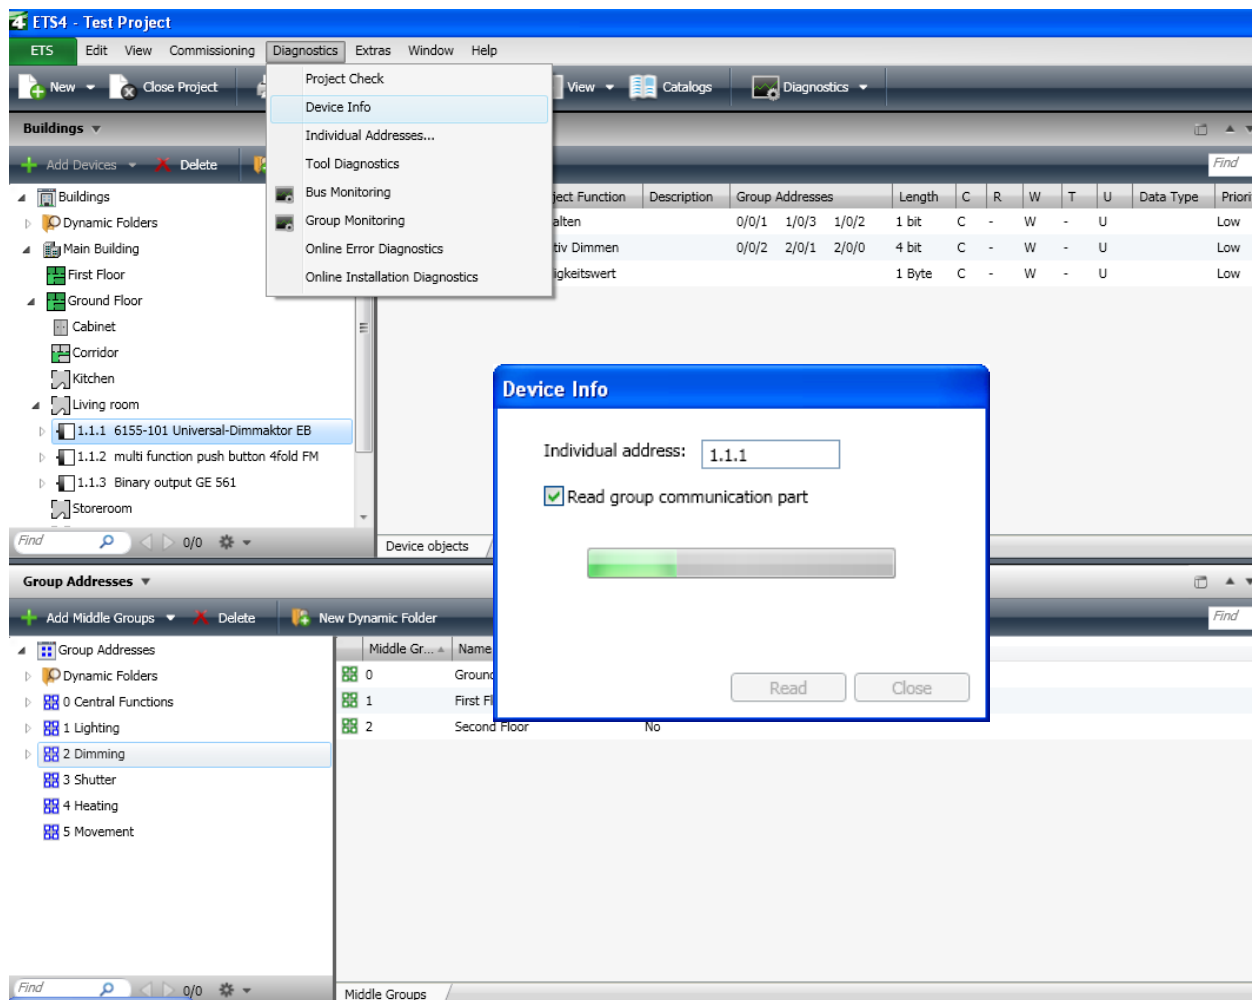 ETS4 - Test Project
ETS Edit View Commissioning Diagnostics Extras Window Help
New Close Project View Catalogs Diagnostics
Project Check
Device Info
Individual Addresses...
Tool Diagnostics
Bus Monitoring
Group Monitoring
Online Error Diagnostics
Online Installation Diagnostics
Buildings
Add Devices Delete Find
Buildings
Dynamic Folders
Main Building
First Floor
Ground Floor
Cabinet
Corridor
Kitchen
Living room
1.1.1 6155-101 Universal-Dimmaktor EB
1.1.2 multi function push button 4fold FM
1.1.3 Binary output GE 561
Storeroom
Find 0/0
Function Description Group Addresses Length C R W T U Data Type
0/0/1 1/0/3 1/0/2 1 bit C - W - U Low
Dimmen 0/0/2 2/0/1 2/0/0 4 bit C - W - U Low
1 Byte C - W - U Low
Device objects
Device Info
Individual address: 1.1.1
Read group communication part
Read Close
Group Addresses
Add Middle Groups Delete New Dynamic Folder Find
Group Addresses
Dynamic Folders
0 Central Functions
1 Lighting
2 Dimming
3 Shutter
4 Heating
5 Movement
Find 0/0
Middle Gr... Name
0
1 First
2 Second Floor No
Middle Groups